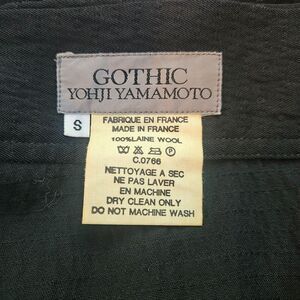 GOTHIC
YOHJI YAMAMOTO
S
FABRIQUE EN FRANCE
MADE IN FRANCE
100%LAINE WOOL
P
C.0766
NETTOYAGE A SEC
NE PAS LAVER
EN MACHINE
DRY CLEAN ONLY
DO NOT MACHINE WASH